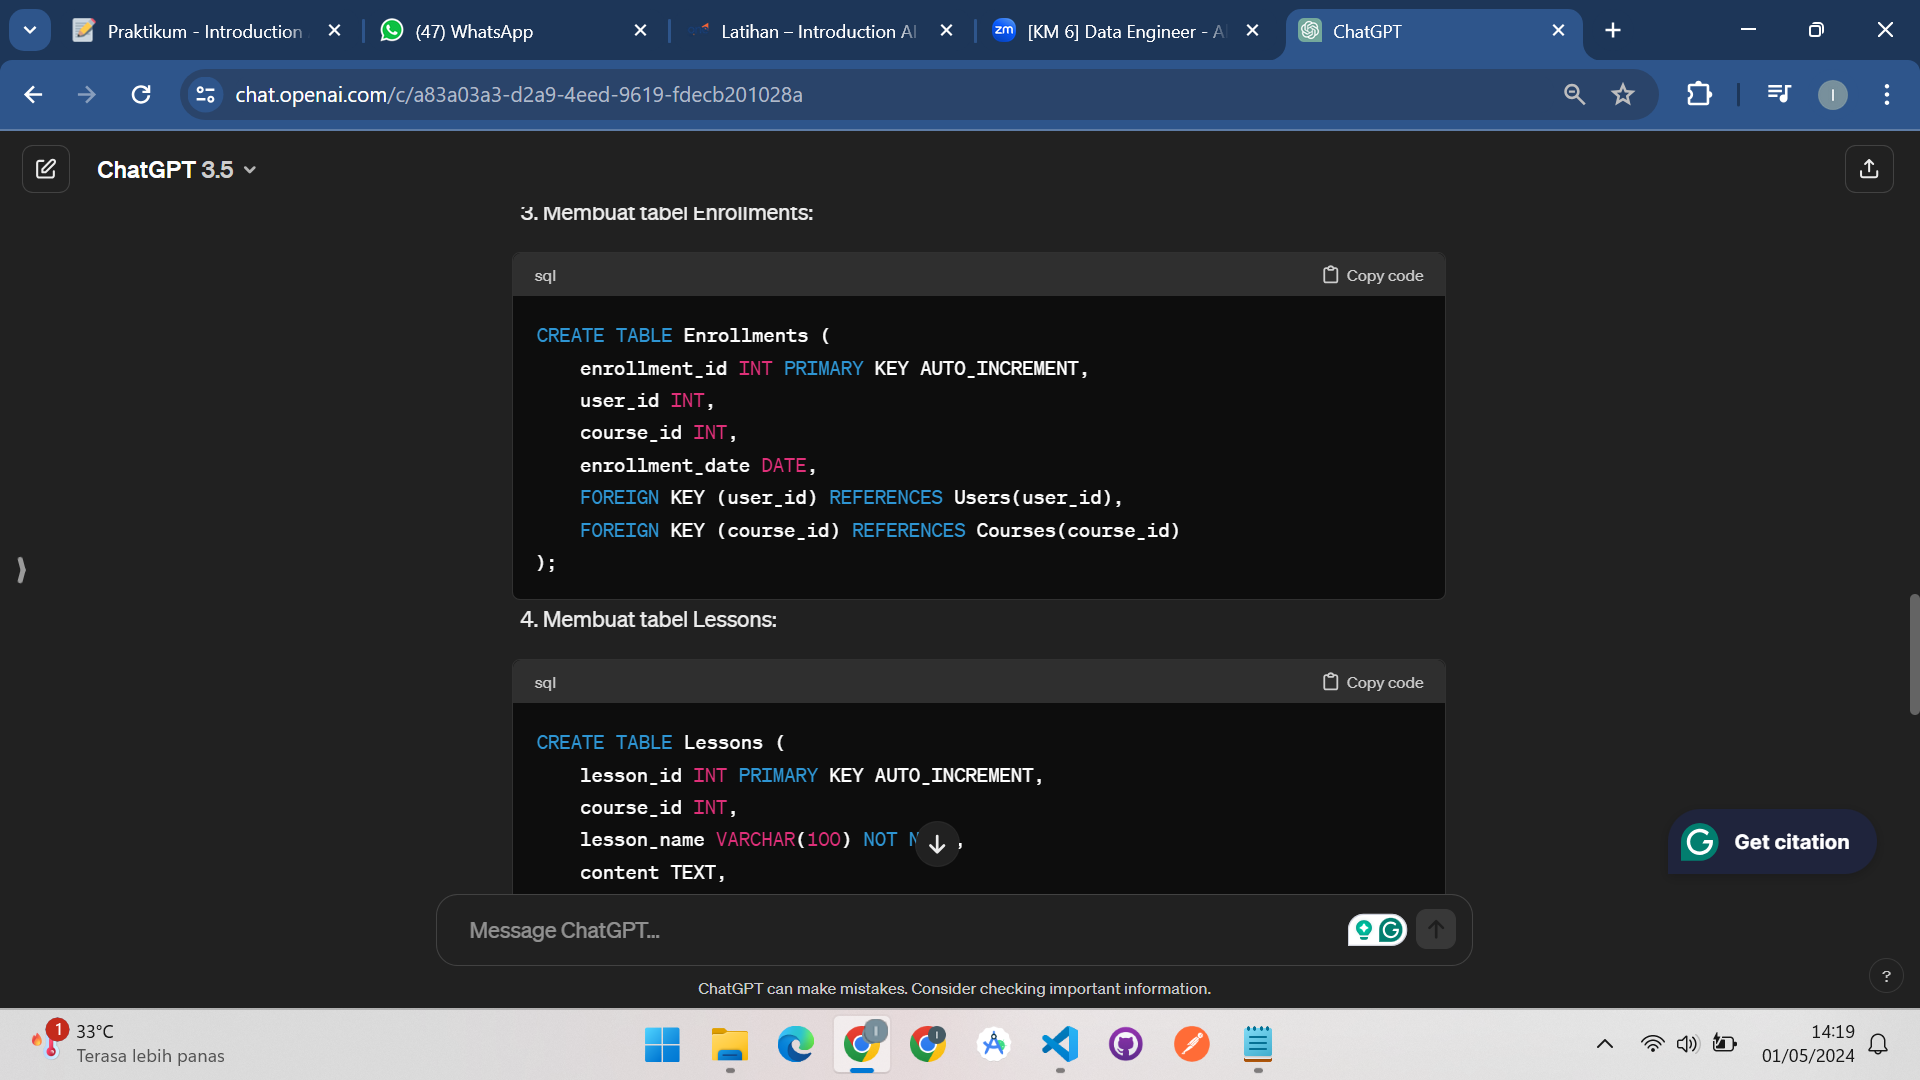 Praktikum - Introduction
(47) WhatsApp
Latihan – Introduction AI
zm
[KM 6] Data Engineer - A
ChatGPT
chat.openai.com/c/a83a03a3-d2a9-4eed-9619-fdecb201028a
I
ChatGPT 3.5
3. Membuat tabel Enrollments:
sql
Copy code
CREATE TABLE Enrollments (
enrollment_id INT PRIMARY KEY AUTO_INCREMENT,
user_id INT,
course_id INT,
enrollment_date DATE,
FOREIGN KEY (user_id) REFERENCES Users(user_id),
FOREIGN KEY (course_id) REFERENCES Courses(course_id)
);
4. Membuat tabel Lessons:
sql
Copy code
CREATE TABLE Lessons (
lesson_id INT PRIMARY KEY AUTO_INCREMENT,
course_id INT,
lesson_name VARCHAR(100) NOT N ,
content TEXT,
Get citation
Message ChatGPT...
ChatGPT can make mistakes. Consider checking important information.
?
1
33°C
Terasa lebih panas
14:19
01/05/2024